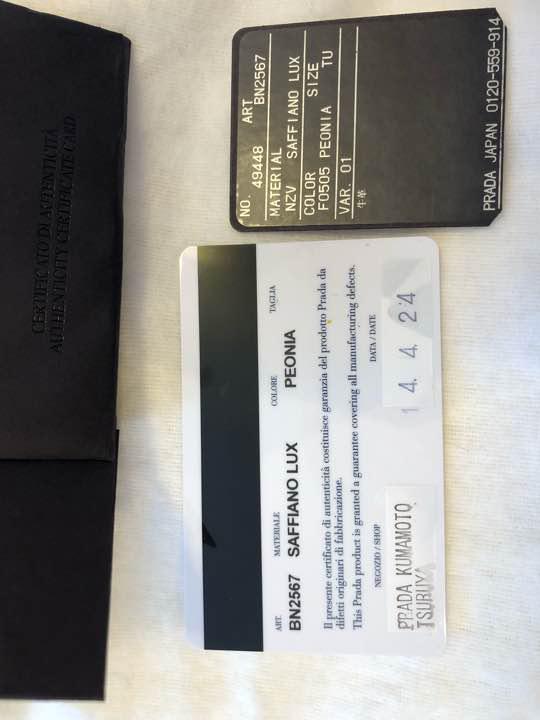 CERTIFICATO DI AUTENTICITÀ
AUTHENTICITY CERTIFICATE CARD
NO. ART
49448 BN2567
MATERIAL
NZV SAFFIANO LUX
COLOR SIZE
F0505 PEONIA TU
VAR. 01
牛革
PRADA JAPAN 0120-559-914
ART. MATERIALE COLORE TAGLIA
BN2567 SAFFIANO LUX PEONIA
Il presente certificato di autenticità costituisce garanzia del prodotto Prada da
difetti originari di fabbricazione.
This Prada product is granted a guarantee covering all manufacturing defects.
NEGOZIO / SHOP DATA / DATE
PRADA KUMAMOTO 14. 4. 24
TSURUYA